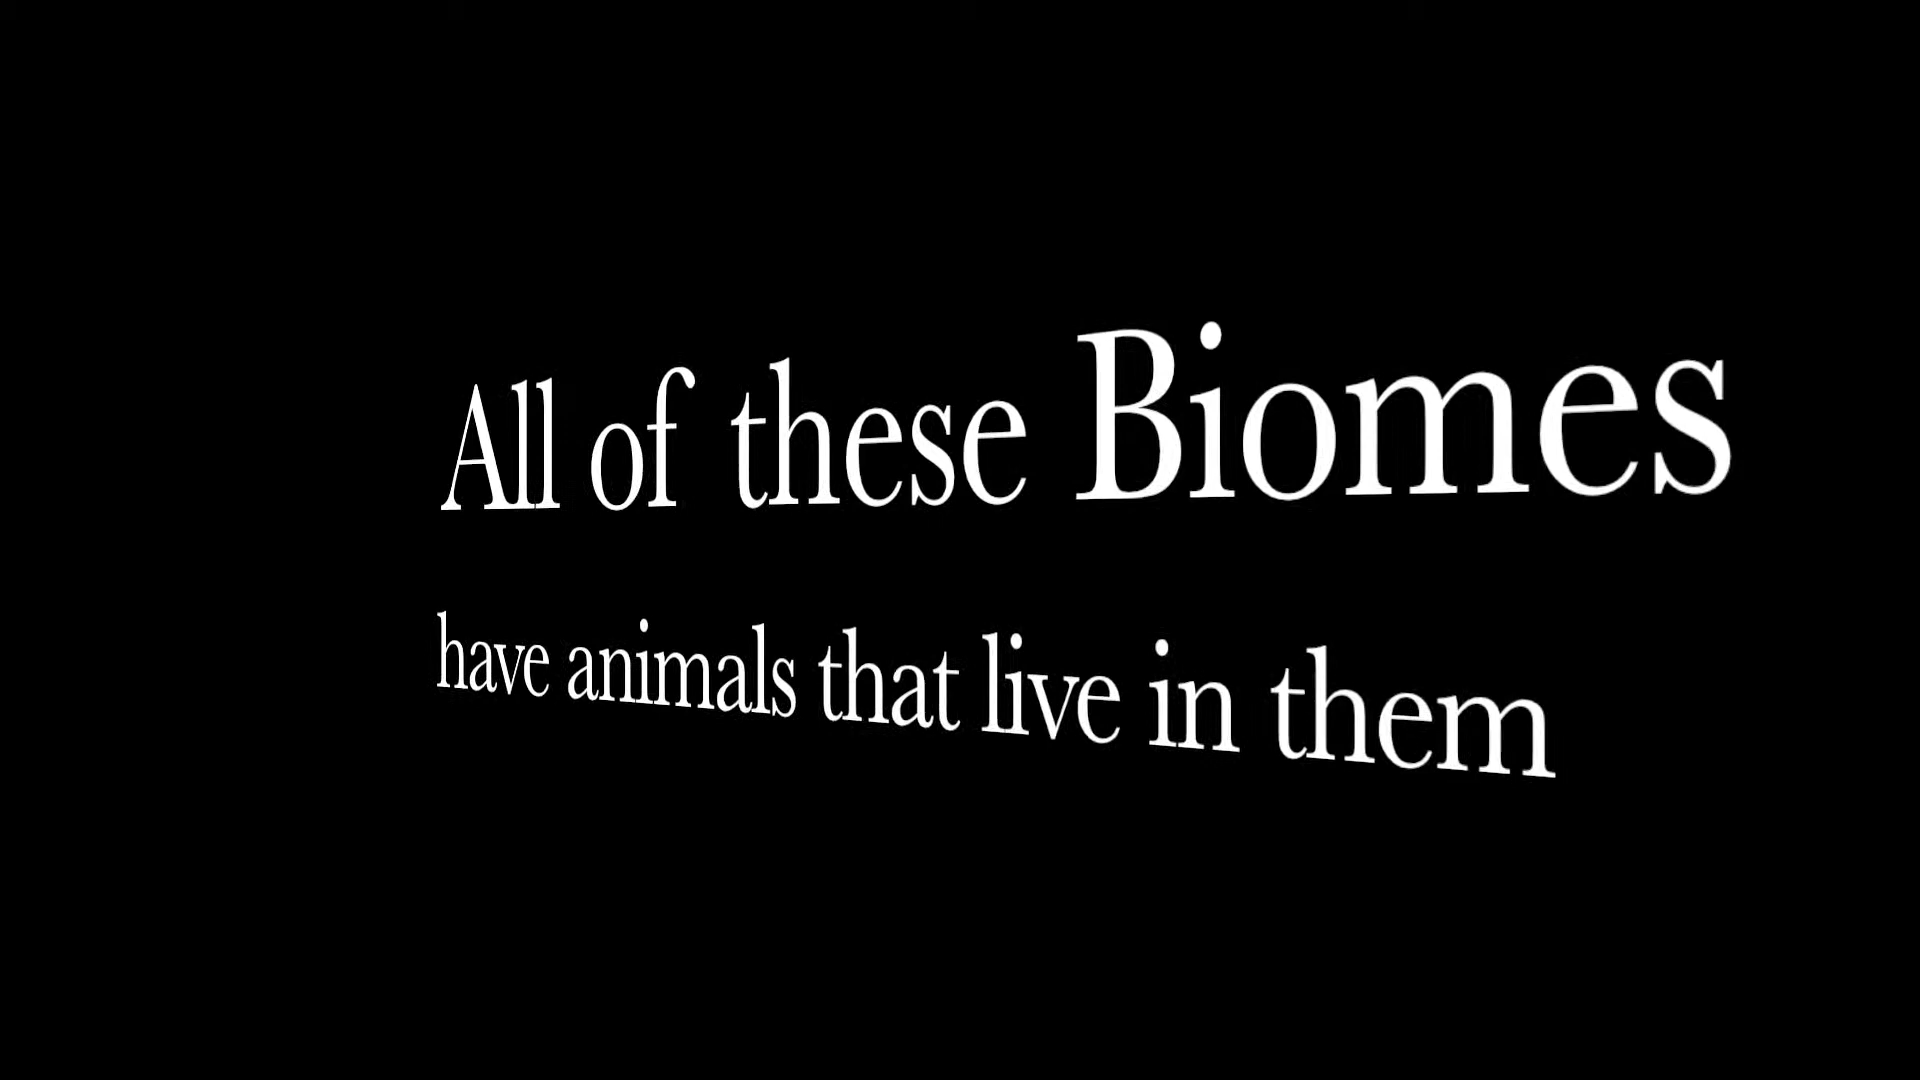 All of these Biomes
have animals that live in them